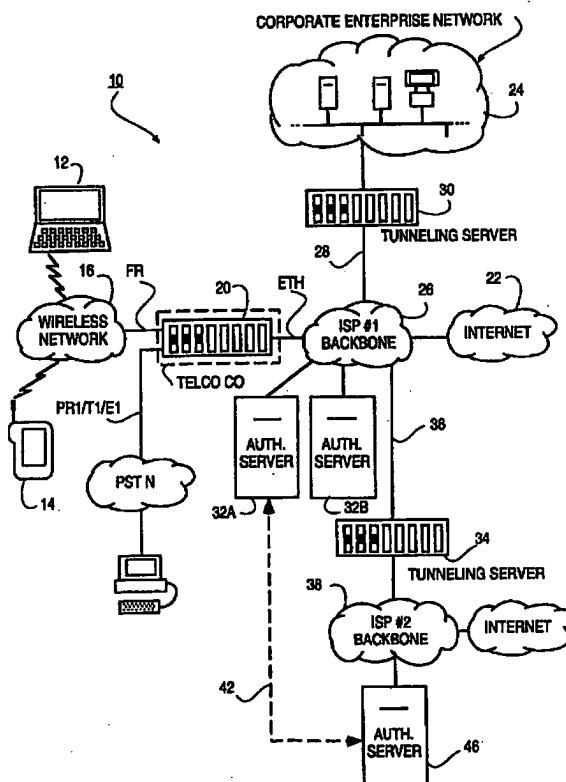 CORPORATE ENTERPRISE NETWORK
10
24
12
30
TUNELING SERVER
28
16
FR
20
ETH
26
22
WIRELESS
NETWORK
ISP #1
BACKBONE
INTERNET
TELCO CO
PR1/T1/E1
AUTH.
SERVER
AUTH.
SERVER
36
14
PST N
32A
32B
34
TUNNELING SERVER
38
ISP #2
BACKBONE
INTERNET
42
AUTH.
SERVER
46